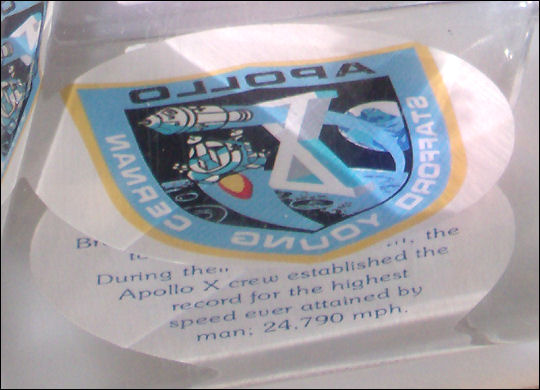 APOLLO
X
STAFFORD
YOUNG
CERNAN
the
During
Apollo X crew established the
record for the highest
speed ever attained by
man: 24,790 mph.